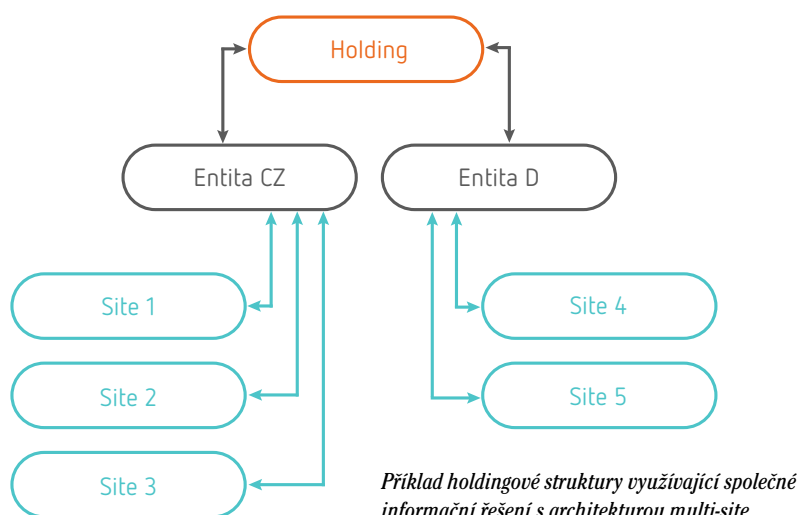 Holding
Entita CZ
Entita D
Site 1
Site 4
Site 2
Site 5
Site 3
Příklad holdingové struktury využívající společné
informační řešení s architekturou multi-site